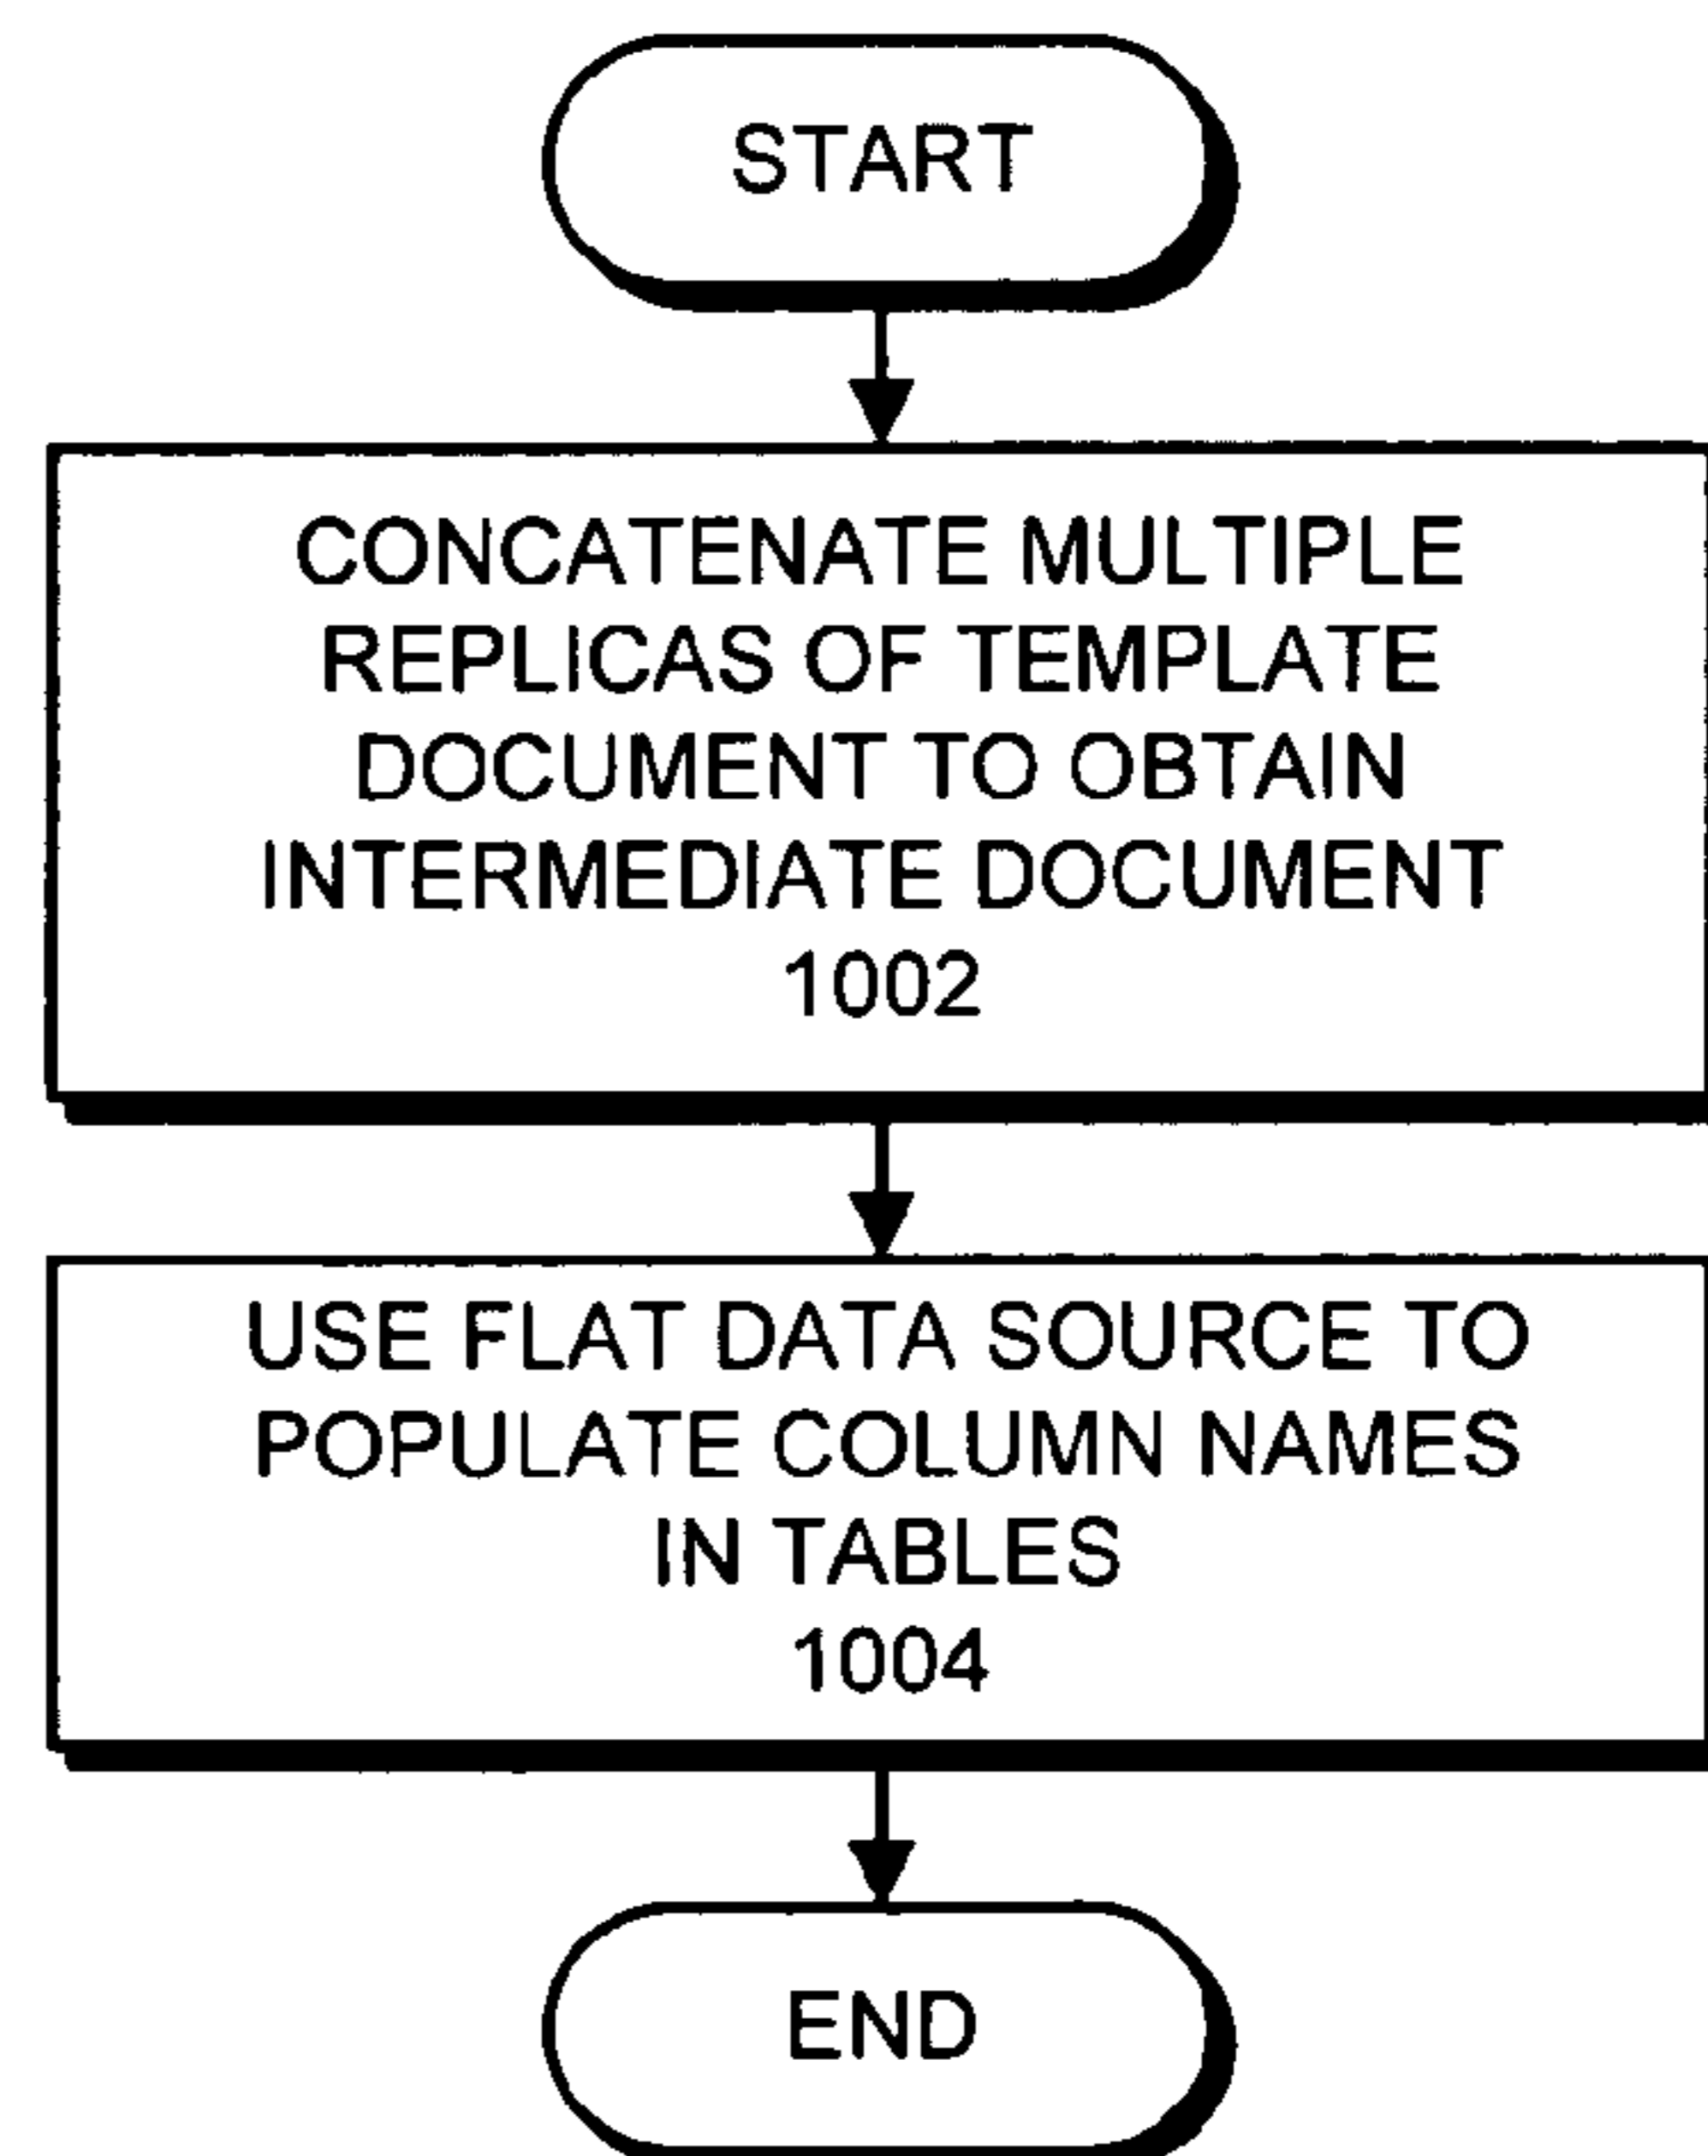 START
CONCATENATE MULTIPLE
REPLICAS OF TEMPLATE
DOCUMENT TO OBTAIN
INTERMEDIATE DOCUMENT
1002
USE FLAT DATA SOURCE TO
POPULATE COLUMN NAMES
IN TABLES
1004
END